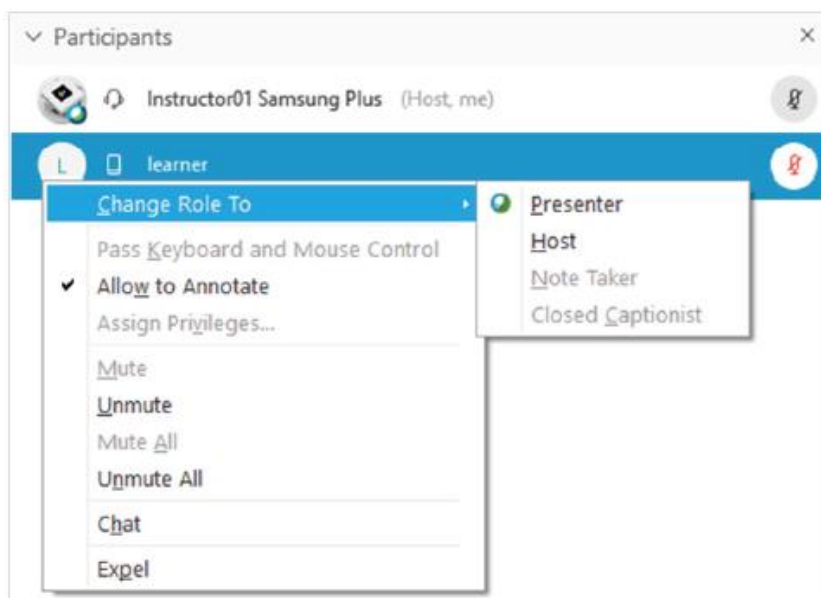 Participants
Instructor01 Samsung Plus (Host, me)
L learner
Change Role To
Presenter
Host
Note Taker
Closed Captionist
Pass Keyboard and Mouse Control
Allow to Annotate
Assign Privileges...
Mute
Unmute
Mute All
Unmute All
Chat
Expel